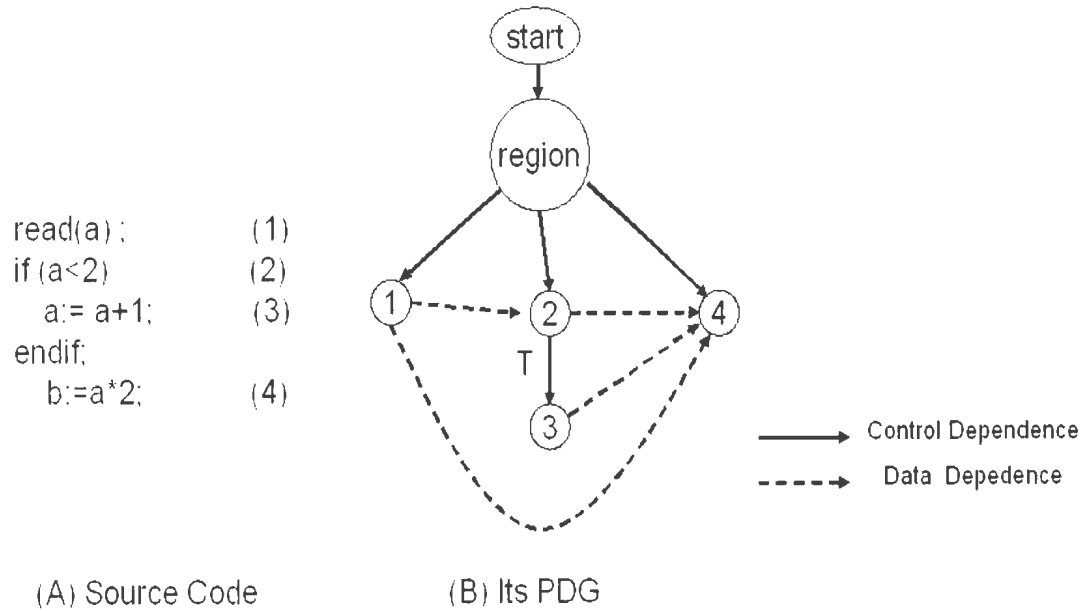 start
region
read(a) ; (1)
if (a<2) (2)
a:= a+1; (3)
endif;
b:=a*2; (4)
1
2
4
T
3
Control Dependence
Data Depedence
(A) Source Code
(B) Its PDG